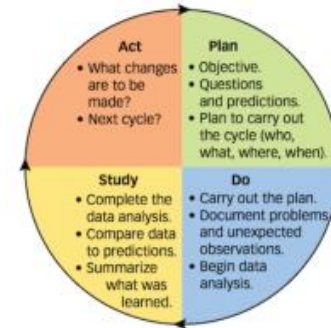 Act
• What changes
are to be
made?
• Next cycle?
Plan
• Objective.
• Questions
and predictions.
• Plan to carry out
the cycle (who,
what, where, when).
Study
• Complete the
data analysis.
• Compare data
to predictions.
• Summarize
what was
learned.
Do
• Carry out the plan.
• Document problems
and unexpected
observations.
• Begin data
analysis.